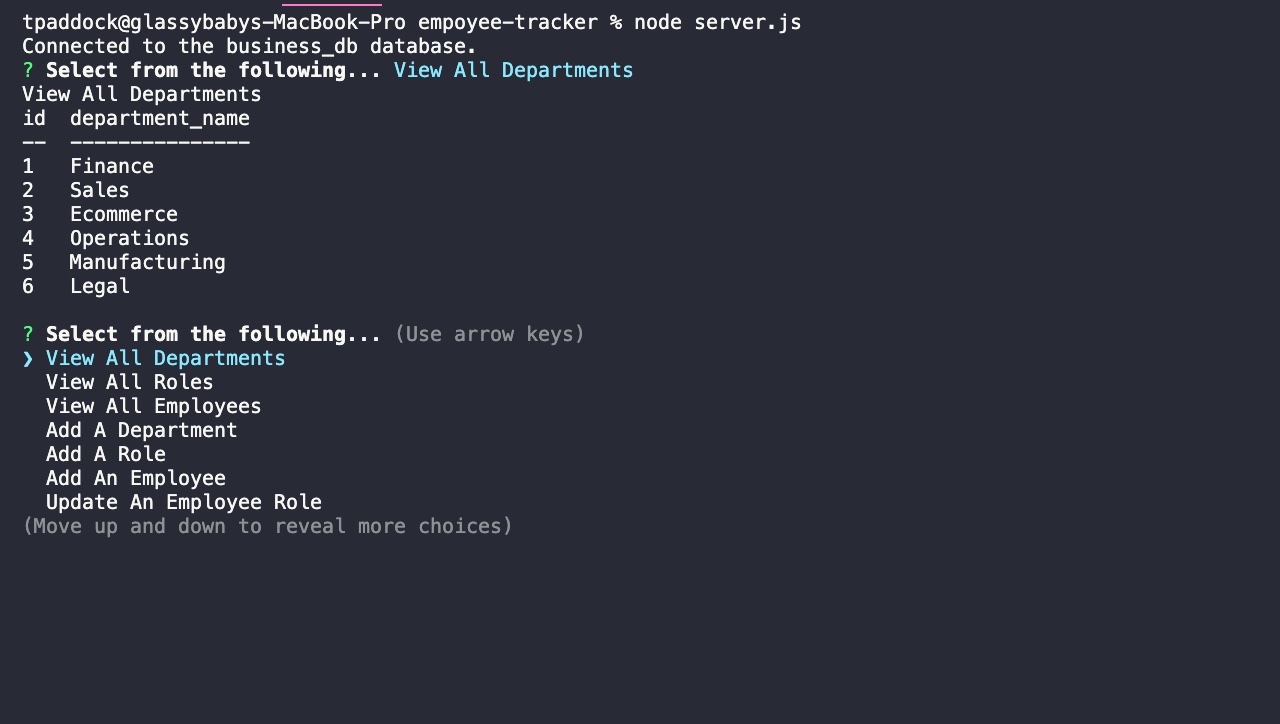 tpaddock@glassybabys-MacBook-Pro empoyee-tracker % node server.js
Connected to the business_db database.
? Select from the following... View All Departments
View All Departments
id  department_name
--  ---------------
1   Finance
2   Sales
3   Ecommerce
4   Operations
5   Manufacturing
6   Legal
? Select from the following... (Use arrow keys)
❯ View All Departments
  View All Roles
  View All Employees
  Add A Department
  Add A Role
  Add An Employee
  Update An Employee Role
(Move up and down to reveal more choices)